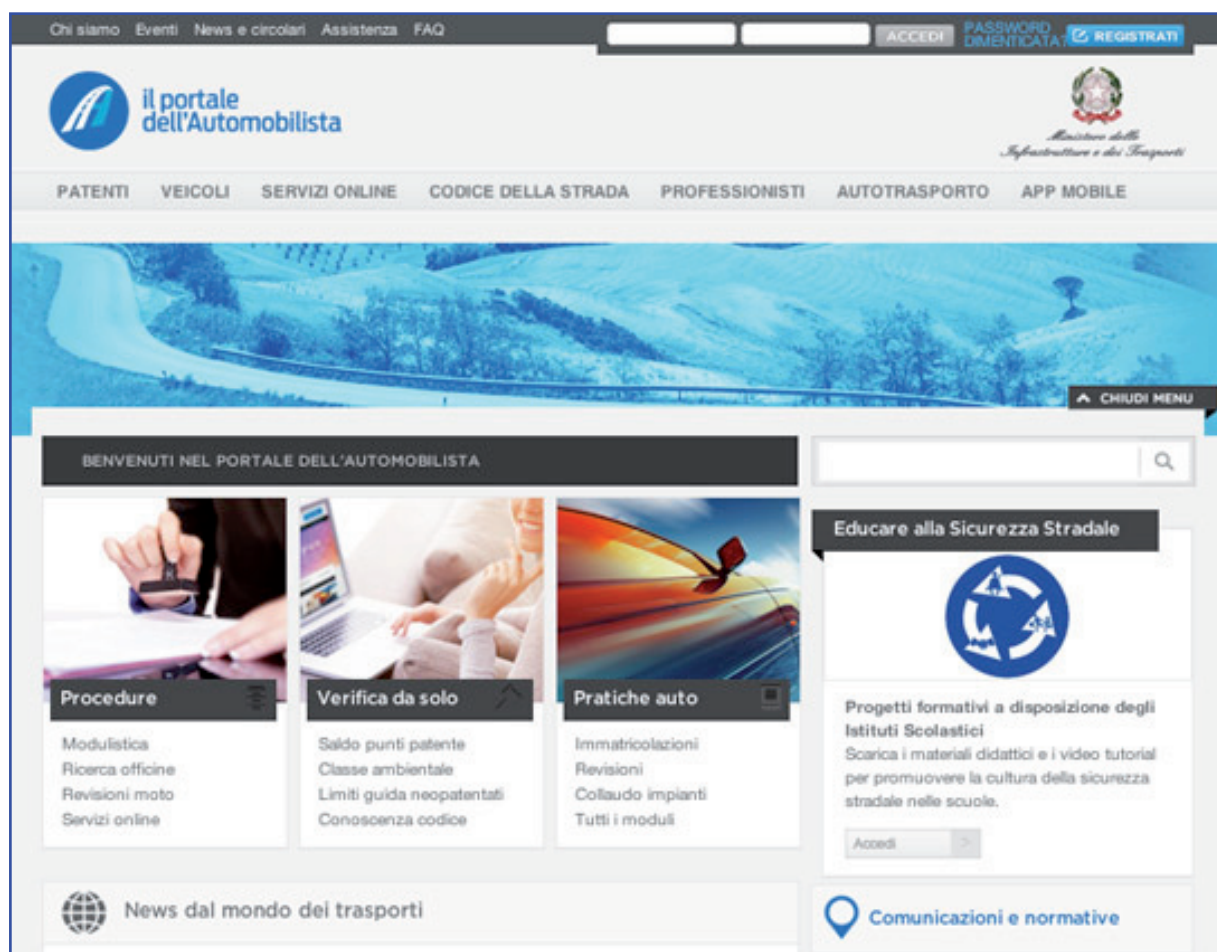 Chi siamo Eventi News e circolari Assistenza FAQ
ACCEDI
PASSWORD
DIMENTICATA?
REGISTRATI
il portale
dell'Automobilista
Ministero delle
Infrastrutture e dei Trasporti
PATENTI VEICOLI SERVIZI ONLINE CODICE DELLA STRADA PROFESSIONISTI AUTOTRASPORTO APP MOBILE
CHIUDI MENU
BENVENUTI NEL PORTALE DELL'AUTOMOBILISTA
Procedure
Modulistica
Ricerca officine
Revisioni moto
Servizi online
Verifica da solo
Saldo punti patente
Classe ambientale
Limiti guida neopatentati
Conoscenza codice
Pratiche auto
Immatricolazioni
Revisioni
Collaudo impianti
Tutti i moduli
Educare alla Sicurezza Stradale
Progetti formativi a disposizione degli
Istituti Scolastici
Scarica i materiali didattici e i video tutorial
per promuovere la cultura della sicurezza
stradale nelle scuole.
Accedi >
News dal mondo dei trasporti
Comunicazioni e normative